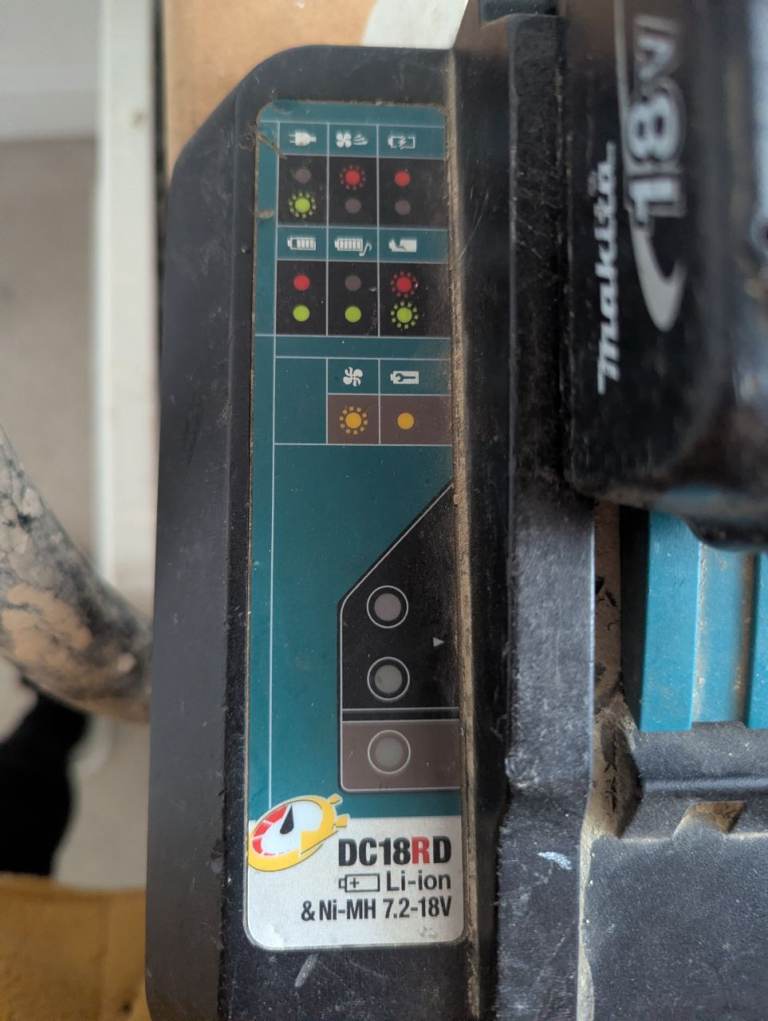 makita
18V
DC18RD
Li-ion
& Ni-MH 7.2-18V